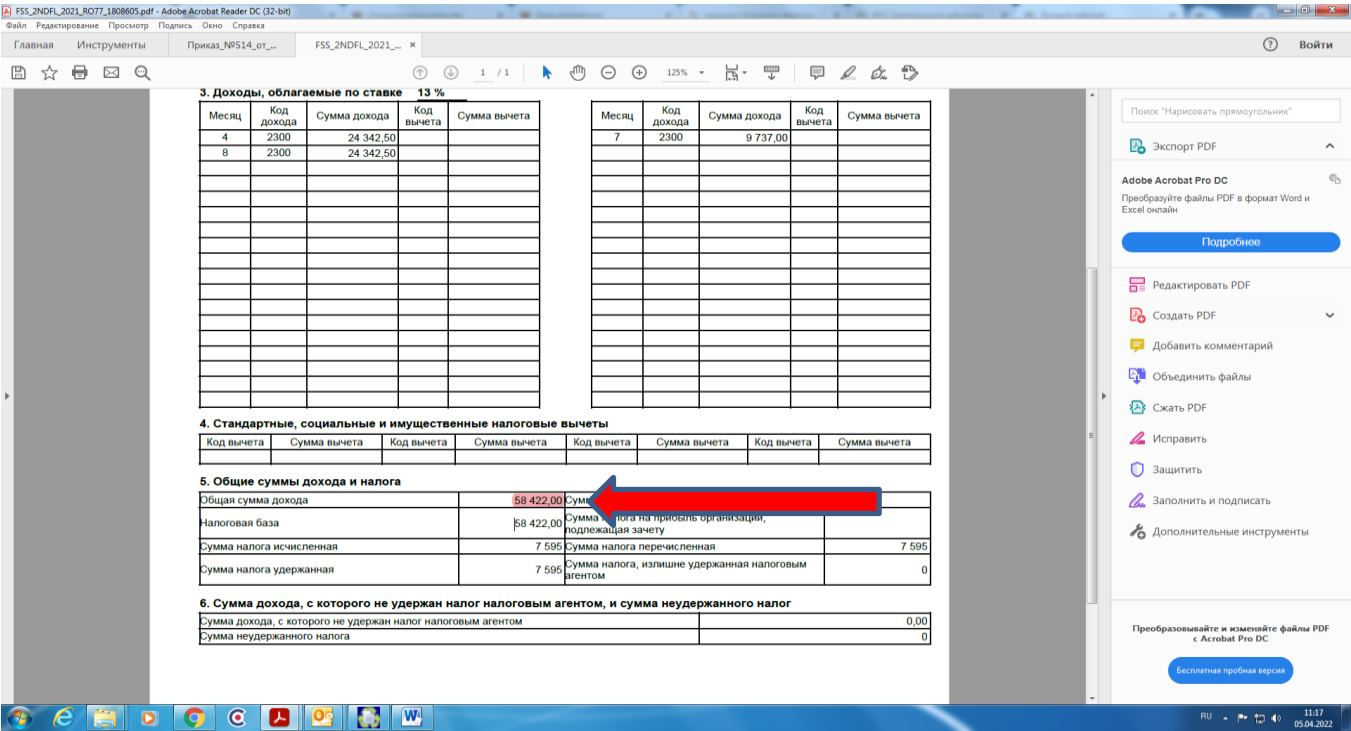 FSS_2NDFL_2021_RO77_1808605.pdf - Adobe Acrobat Reader DC (32-bit)
Файл Редактирование Просмотр Подпись Окно Справка
Главная Инструменты Приказ_№514_от_... FSS_2NDFL_2021_... × Войти
1 / 1 125%
3. Доходы, облагаемые по ставке 13 %
Месяц Код дохода Сумма дохода Код вычета Сумма вычета
4 2300 24 342,50
8 2300 24 342,50
Месяц Код дохода Сумма дохода Код вычета Сумма вычета
7 2300 9 737,00
4. Стандартные, социальные и имущественные налоговые вычеты
Код вычета Сумма вычета Код вычета Сумма вычета Код вычета Сумма вычета Код вычета Сумма вычета
5. Общие суммы дохода и налога
Общая сумма дохода 58 422,00
Налоговая база 58 422,00 Сумма налога на прибыль организаций,
подлежащая зачету
Сумма налога исчисленная 7 595 Сумма налога перечисленная 7 595
Сумма налога удержанная 7 595 Сумма налога, излишне удержанная налоговым
агентом 0
6. Сумма дохода, с которого не удержан налог налоговым агентом, и сумма неудержанного налог
Сумма дохода, с которого не удержан налог налоговым агентом 0,00
Сумма неудержанного налога 0
Поиск "Нарисовать прямоугольник"
Экспорт PDF
Adobe Acrobat Pro DC
Преобразуйте файлы PDF в формат Word и
Excel онлайн
Подробнее
Редактировать PDF
Создать PDF
Добавить комментарий
Объединить файлы
Сжать PDF
Исправить
Защитить
Заполнить и подписать
Дополнительные инструменты
Преобразовывайте и изменяйте файлы PDF
с Acrobat Pro DC
Бесплатная пробная версия
RU 11:17
05.04.2022